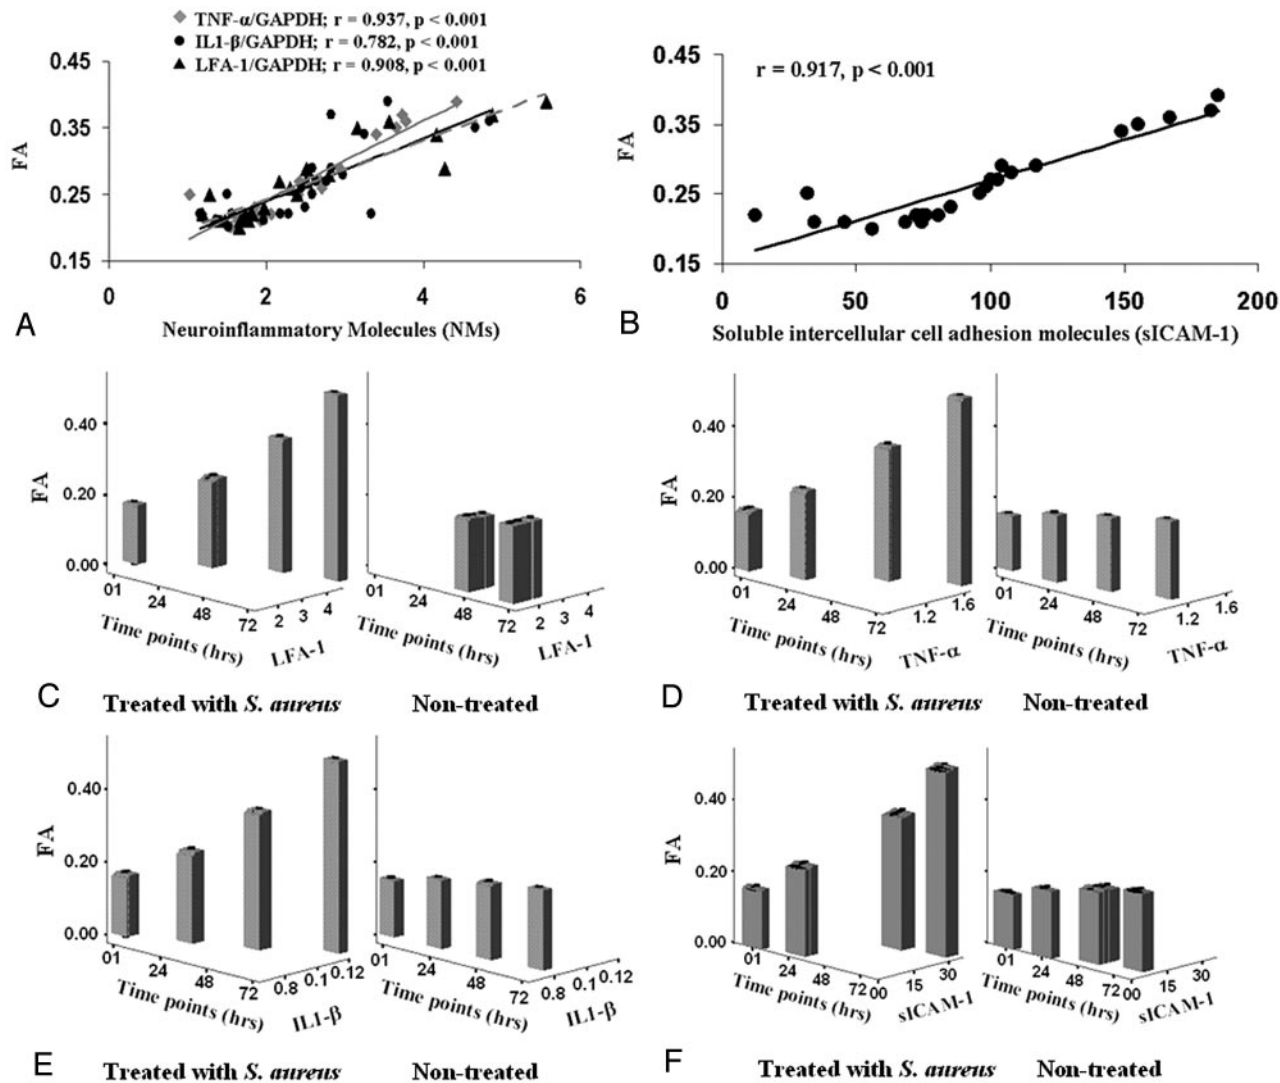 TNF-α/GAPDH; r = 0.937, p < 0.001
IL1-β/GAPDH; r = 0.782, p < 0.001
LFA-1/GAPDH; r = 0.908, p < 0.001
0.45
0.35
0.25
0.15
FA
0 2 4 6
Neuroinflammatory Molecules (NMs)
A
r = 0.917, p < 0.001
0.45
0.35
0.25
0.15
FA
0 50 100 150 200
Soluble intercellular cell adhesion molecules (sICAM-1)
B
0.40
0.20
0.00
FA
01 24 48 72
2 3 4
Time points (hrs)
LFA-1
01 24 48 72
2 3 4
Time points (hrs)
LFA-1
C
Treated with S. aureus
Non-treated
0.40
0.20
0.00
FA
01 24 48 72
1.2 1.6
Time points (hrs)
TNF-α
01 24 48 72
1.2 1.6
Time points (hrs)
TNF-α
D
Treated with S. aureus
Non-treated
0.40
0.20
0.00
FA
01 24 48 72
0.8 0.1 0.12
Time points (hrs)
IL1-β
01 24 48 72
0.8 0.1 0.12
Time points (hrs)
IL1-β
E
Treated with S. aureus
Non-treated
0.40
0.20
0.00
FA
01 24 48 72
00 15 30
Time points (hrs)
sICAM-1
01 24 48 72
00 15 30
Time points (hrs)
sICAM-1
F
Treated with S. aureus
Non-treated